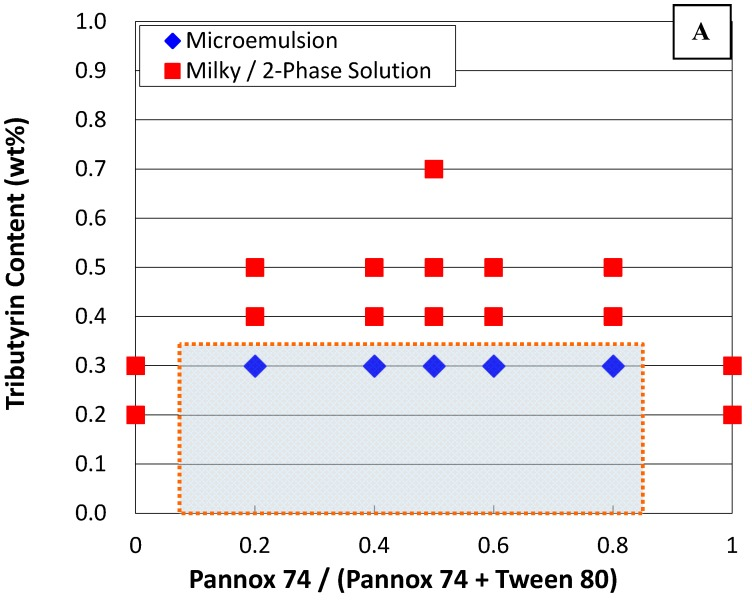 A
Microemulsion
Milky / 2-Phase Solution
Tributyrin Content (wt%)
1.0
0.9
0.8
0.7
0.6
0.5
0.4
0.3
0.2
0.1
0.0
0 0.2 0.4 0.6 0.8 1
Pannox 74 / (Pannox 74 + Tween 80)